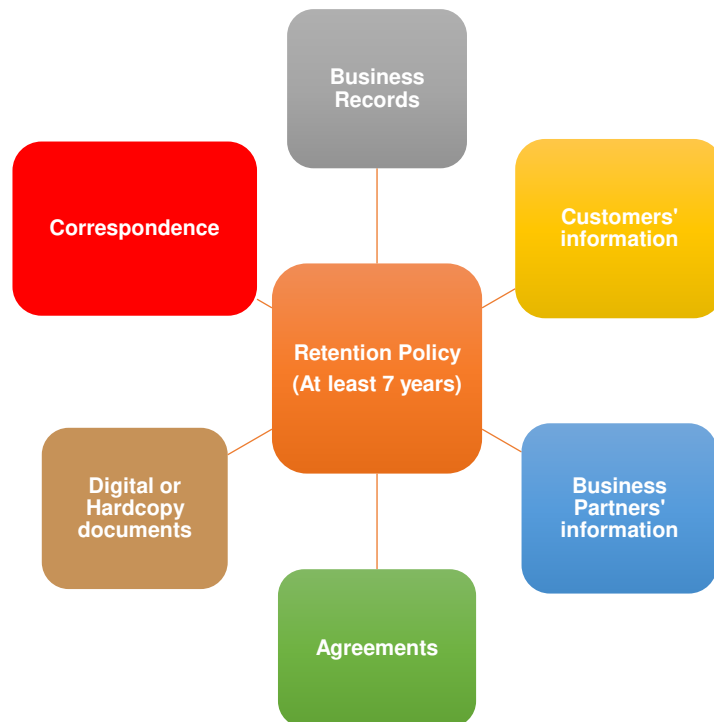 Business
Records
Correspondence
Customers'
information
Retention Policy
(At least 7 years)
Digital or
Hardcopy
documents
Business
Partners'
information
Agreements